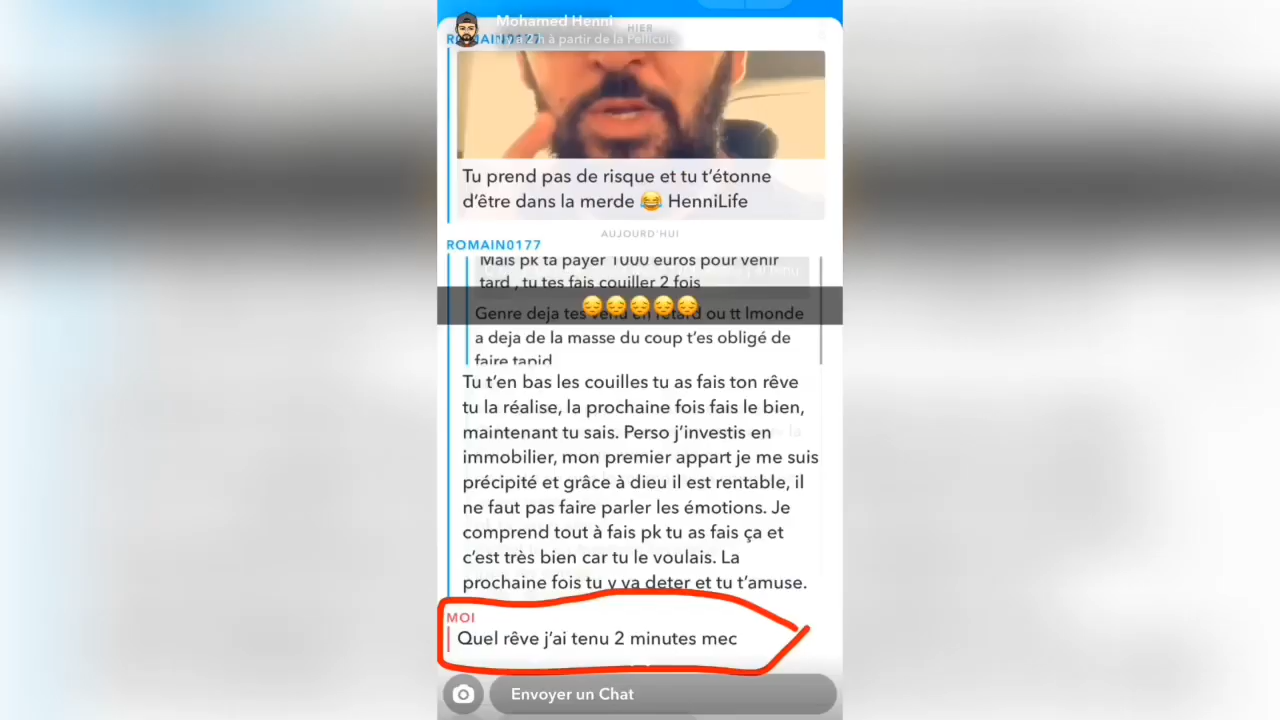 Mohamed Henni
HIER
ROMAIN0177
à partir de la Pellicule
Tu prend pas de risque et tu t'étonne
d'être dans la merde 😂 HenniLife
AUJOURD'HUI
ROMAIN0177
Mais pk ta payer 1000 euros pour venir
tard , tu tes fais couiller 2 fois
😔😔😔😔😔
Genre deja tes venu en retard ou tt lmonde
a deja de la masse du coup t'es obligé de
faire tapid
Tu t'en bas les couilles tu as fais ton rêve
tu la réalise, la prochaine fois fais le bien,
maintenant tu sais. Perso j'investis en
immobilier, mon premier appart je me suis
précipité et grâce à dieu il est rentable, il
ne faut pas faire parler les émotions. Je
comprend tout à fais pk tu as fais ça et
c'est très bien car tu le voulais. La
prochaine fois tu y va deter et tu t'amuse.
MOI
Quel rêve j'ai tenu 2 minutes mec
Envoyer un Chat